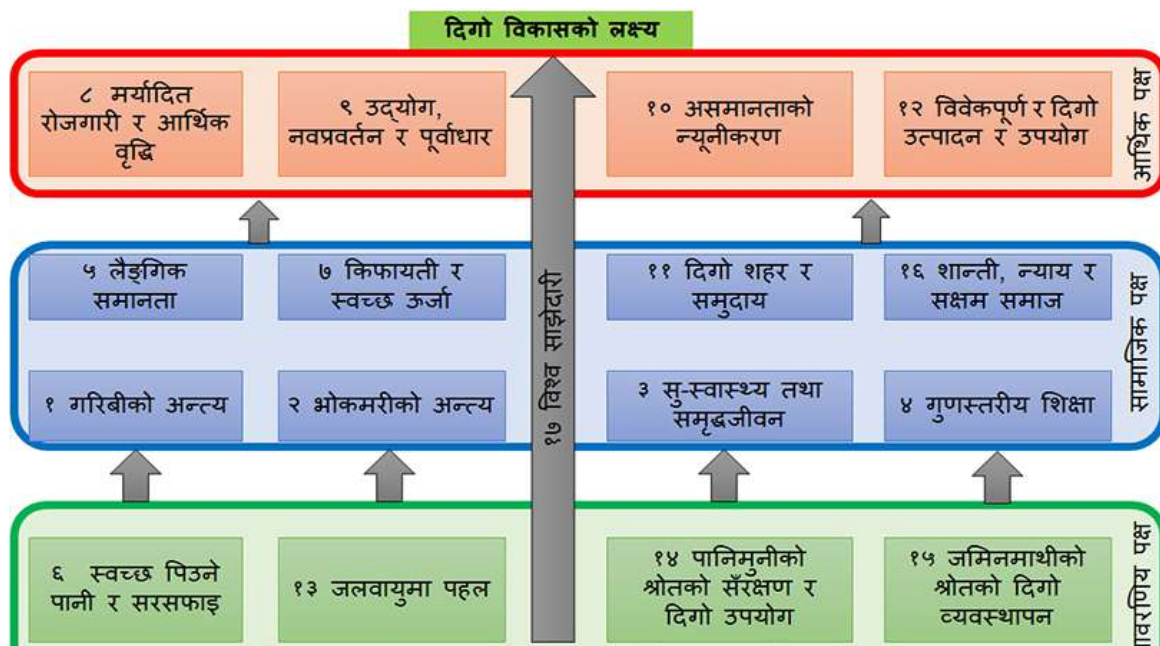 दिगो विकासको लक्ष्य
८ मर्यादित
रोजगारी र आर्थिक
वृद्धि
९ उद्योग,
नवप्रवर्तन र पूर्वाधार
१० असमानताको
न्यूनीकरण
१२ विवेकपूर्ण र दिगो
उत्पादन र उपयोग
आर्थिक पक्ष
५ लैङ्गिक
समानता
७ किफायती र
स्वच्छ ऊर्जा
११ दिगो शहर र
समुदाय
१६ शान्ती, न्याय र
सक्षम समाज
१ गरिबीको अन्त्य
२ भोकमरीको अन्त्य
३ सु-स्वास्थ्य तथा
समृद्धजीवन
४ गुणस्तरीय शिक्षा
सामाजिक पक्ष
१७ विश्व साझेदारी
६ स्वच्छ पिउने
पानी र सरसफाइ
१३ जलवायुमा पहल
१४ पानिमुनीको
श्रोतको सँरक्षण र
दिगो उपयोग
१५ जमिनमाथीको
श्रोतको दिगो
व्यवस्थापन
पक्ष